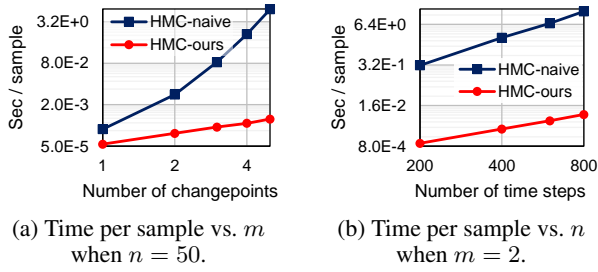 3.2E+0
8.0E-2
2.0E-3
5.0E-5
Sec / sample
HMC-naive
HMC-ours
1
2
4
Number of changepoints
(a) Time per sample vs. m
when n = 50.
6.4E+0
3.2E-1
1.6E-2
8.0E-4
Sec / sample
HMC-naive
HMC-ours
200
400
800
Number of time steps
(b) Time per sample vs. n
when m = 2.